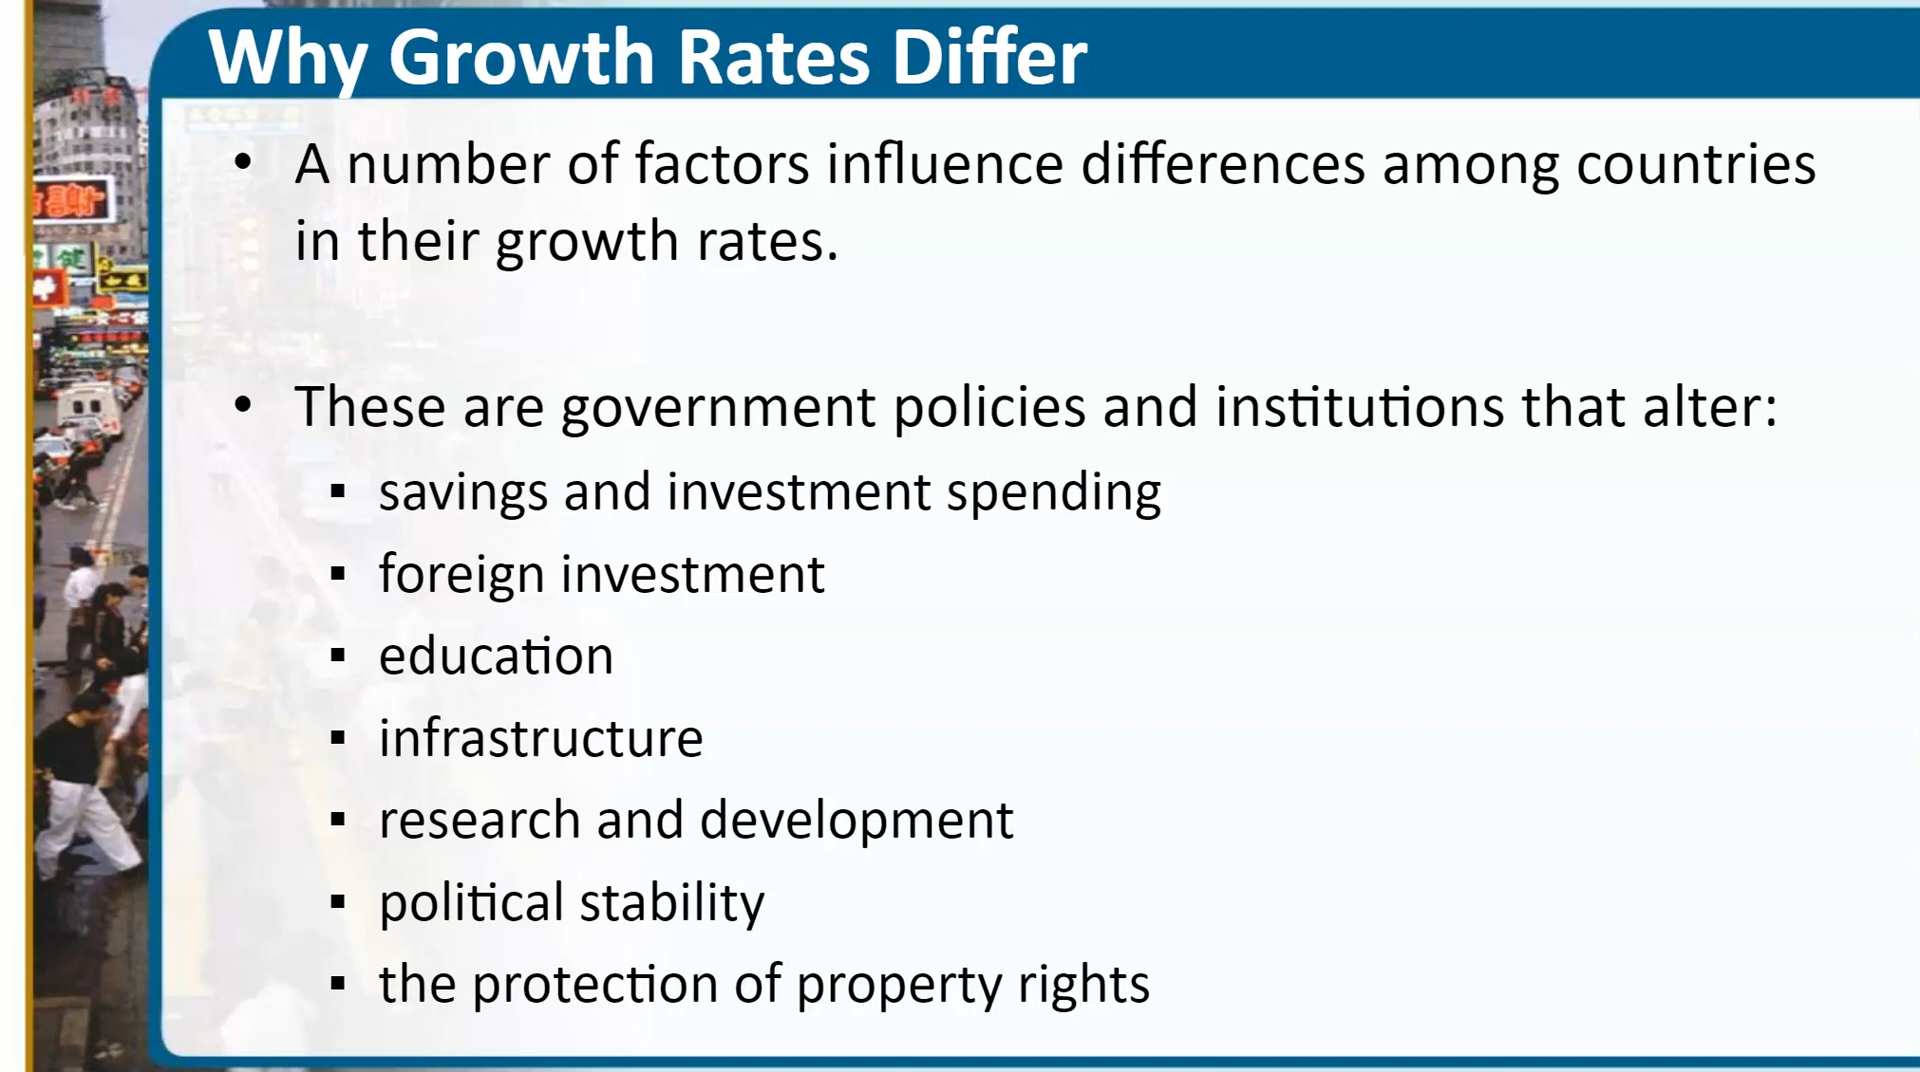 Why Growth Rates Differ
• A number of factors influence differences among countries
in their growth rates.
• These are government policies and institutions that alter:
▪ savings and investment spending
▪ foreign investment
▪ education
▪ infrastructure
▪ research and development
▪ political stability
▪ the protection of property rights